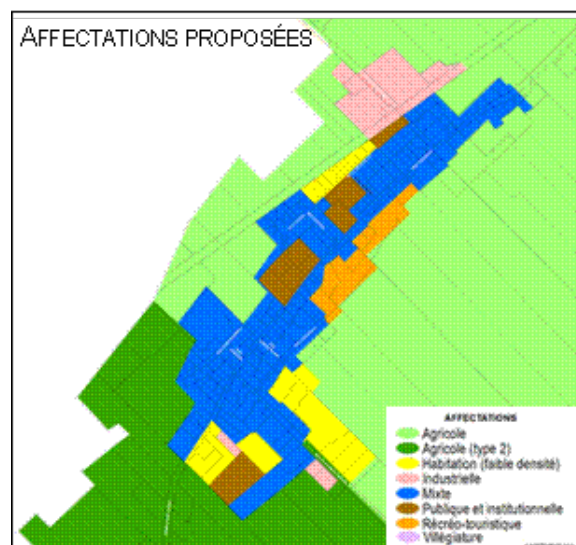 AFFECTATIONS PROPOSÉES
AFFECTATIONS
Agricole
Agricole (type 2)
Habitation (faible densité)
Industrielle
Mixte
Publique et institutionnelle
Récréo-touristique
Villégiature